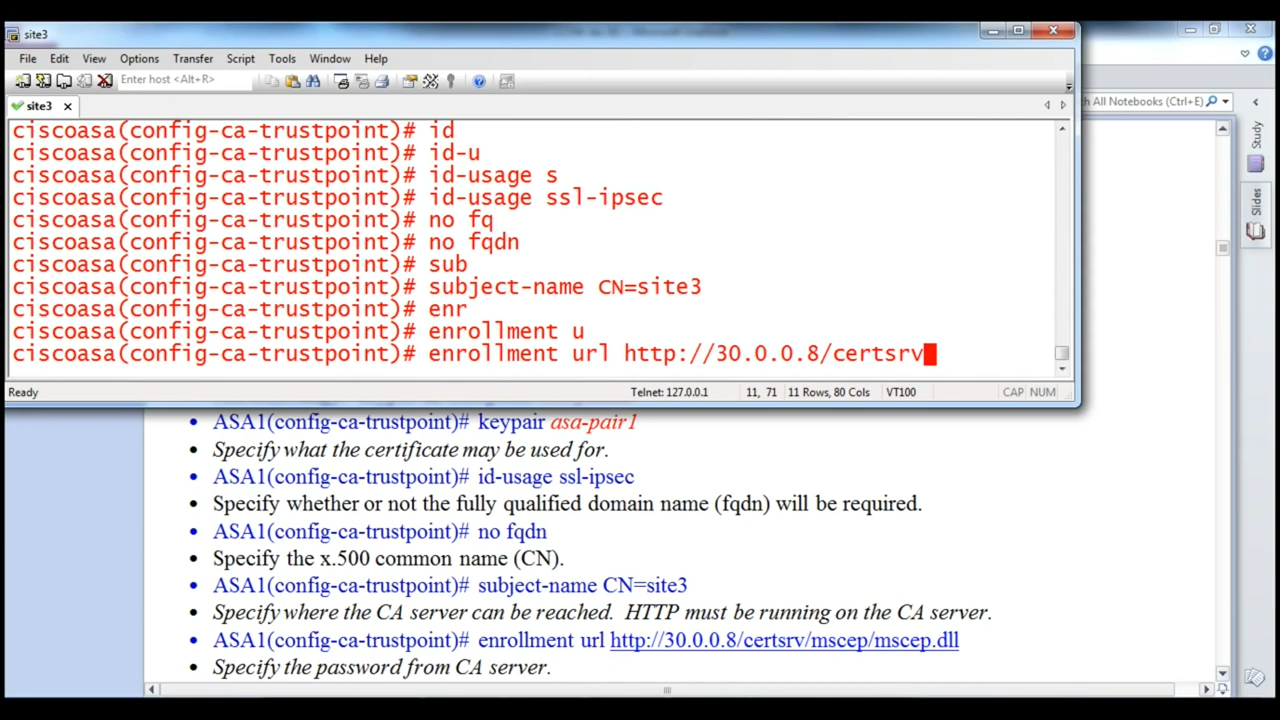 site3
File Edit View Options Transfer Script Tools Window Help
Enter host <Alt+R>
site3
ch All Notebooks (Ctrl+E)
ciscoasa(config-ca-trustpoint)# id
ciscoasa(config-ca-trustpoint)# id-u
ciscoasa(config-ca-trustpoint)# id-usage s
ciscoasa(config-ca-trustpoint)# id-usage ssl-ipsec
ciscoasa(config-ca-trustpoint)# no fq
ciscoasa(config-ca-trustpoint)# no fqdn
ciscoasa(config-ca-trustpoint)# sub
ciscoasa(config-ca-trustpoint)# subject-name CN=site3
ciscoasa(config-ca-trustpoint)# enr
ciscoasa(config-ca-trustpoint)# enrollment u
ciscoasa(config-ca-trustpoint)# enrollment url http://30.0.0.8/certsrv
Ready Telnet: 127.0.0.1 11, 71 11 Rows, 80 Cols VT100 CAP NUM
Study
Slides
• ASA1(config-ca-trustpoint)# keypair asa-pair1
• Specify what the certificate may be used for.
• ASA1(config-ca-trustpoint)# id-usage ssl-ipsec
• Specify whether or not the fully qualified domain name (fqdn) will be required.
• ASA1(config-ca-trustpoint)# no fqdn
• Specify the x.500 common name (CN).
• ASA1(config-ca-trustpoint)# subject-name CN=site3
• Specify where the CA server can be reached. HTTP must be running on the CA server.
• ASA1(config-ca-trustpoint)# enrollment url http://30.0.0.8/certsrv/mscep/mscep.dll
• Specify the password from CA server.